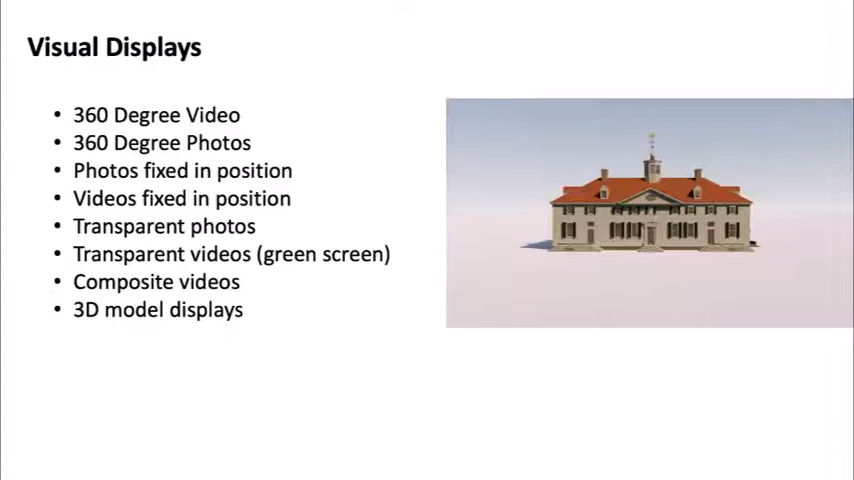 Visual Displays
• 360 Degree Video
• 360 Degree Photos
• Photos fixed in position
• Videos fixed in position
• Transparent photos
• Transparent videos (green screen)
• Composite videos
• 3D model displays